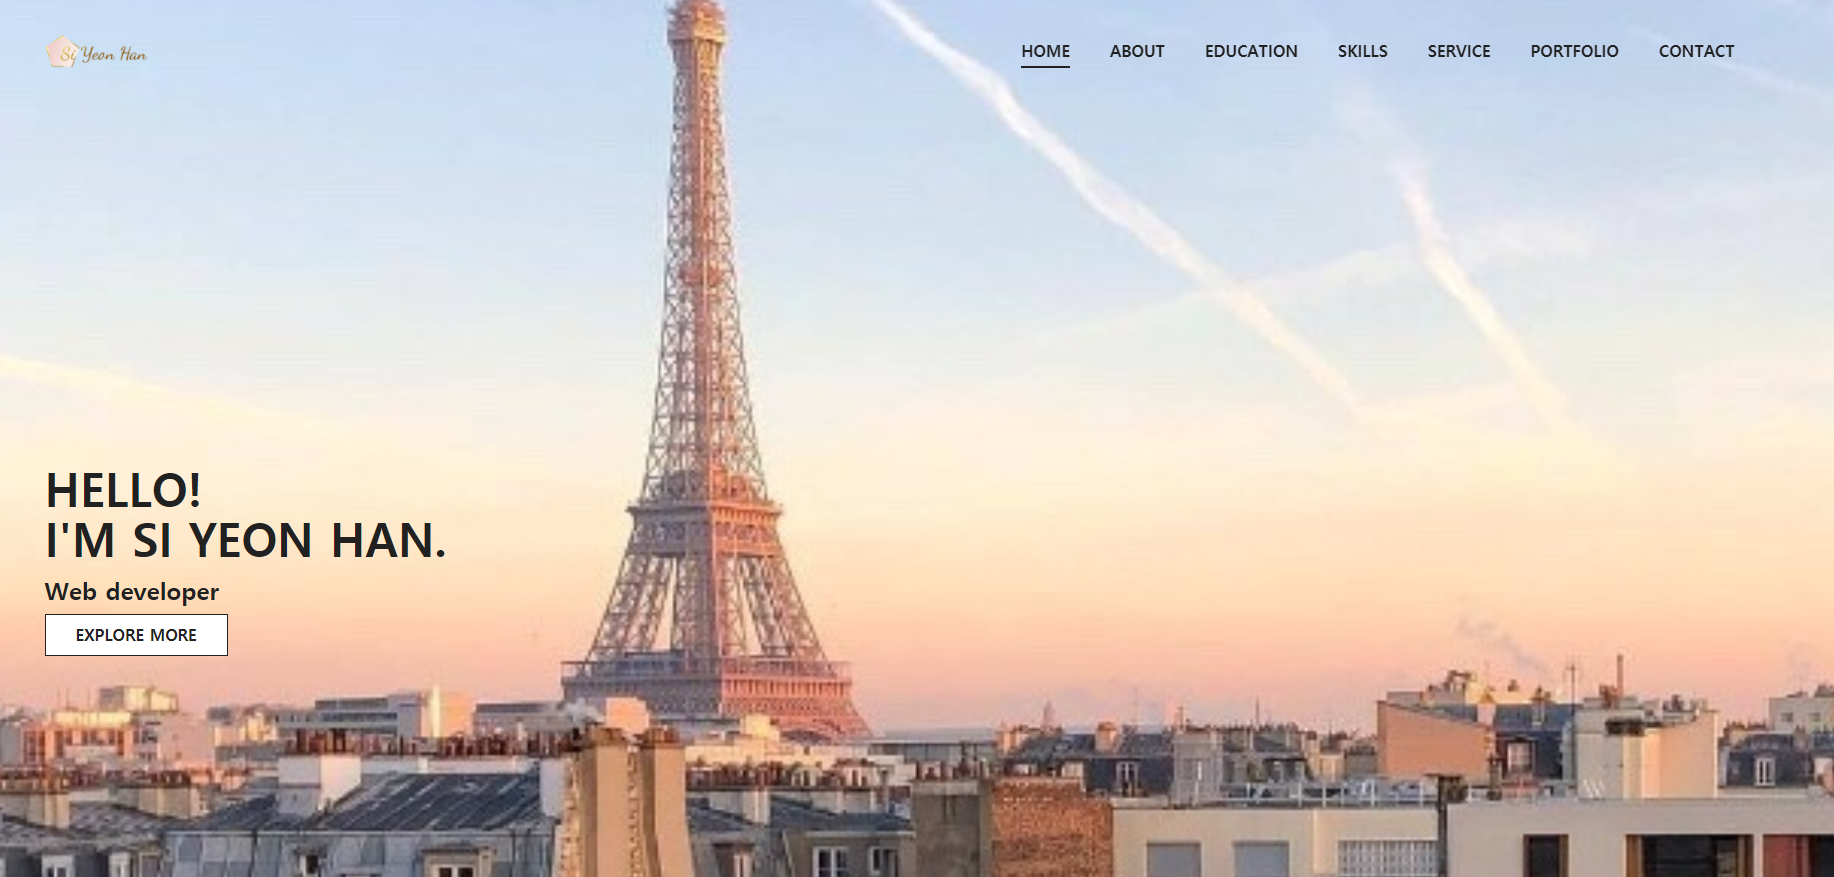 Si Yeon Han
HOME ABOUT EDUCATION SKILLS SERVICE PORTFOLIO CONTACT
HELLO!
I'M SI YEON HAN.
Web developer
EXPLORE MORE